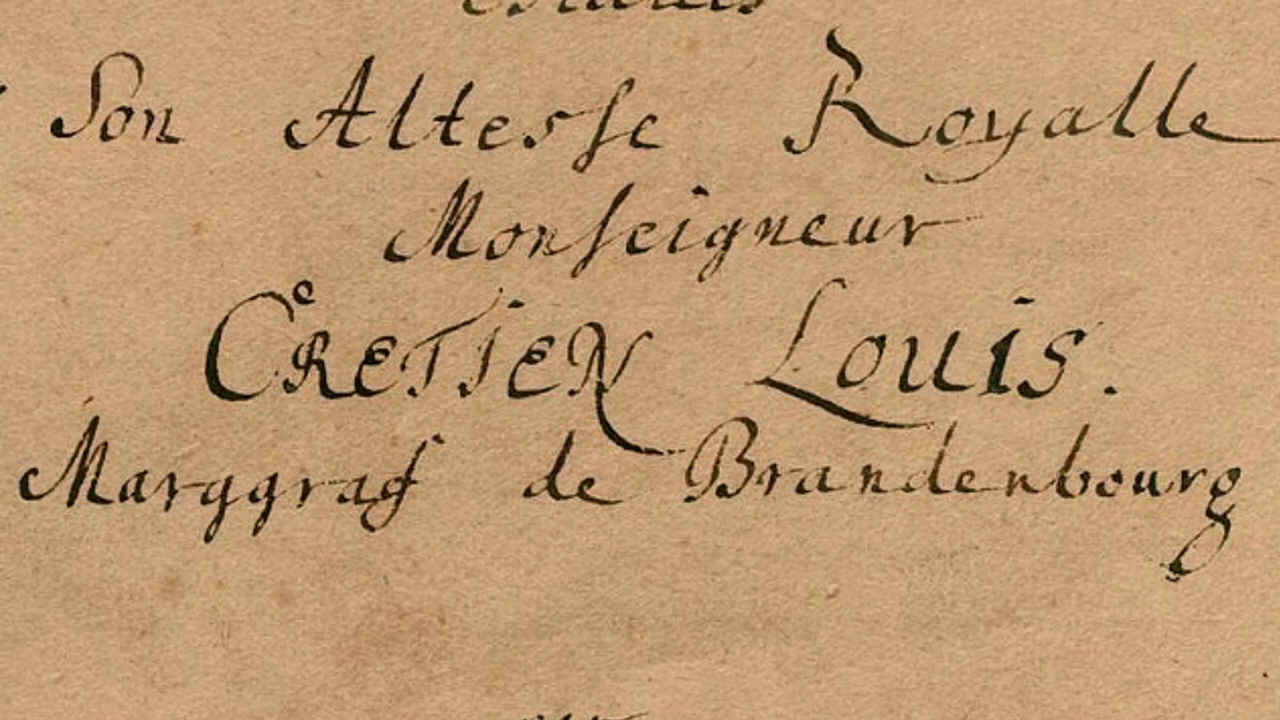 Son Altesse Royalle
Monseigneur
CRETIEN Louis.
Marggraf de Brandenbourg